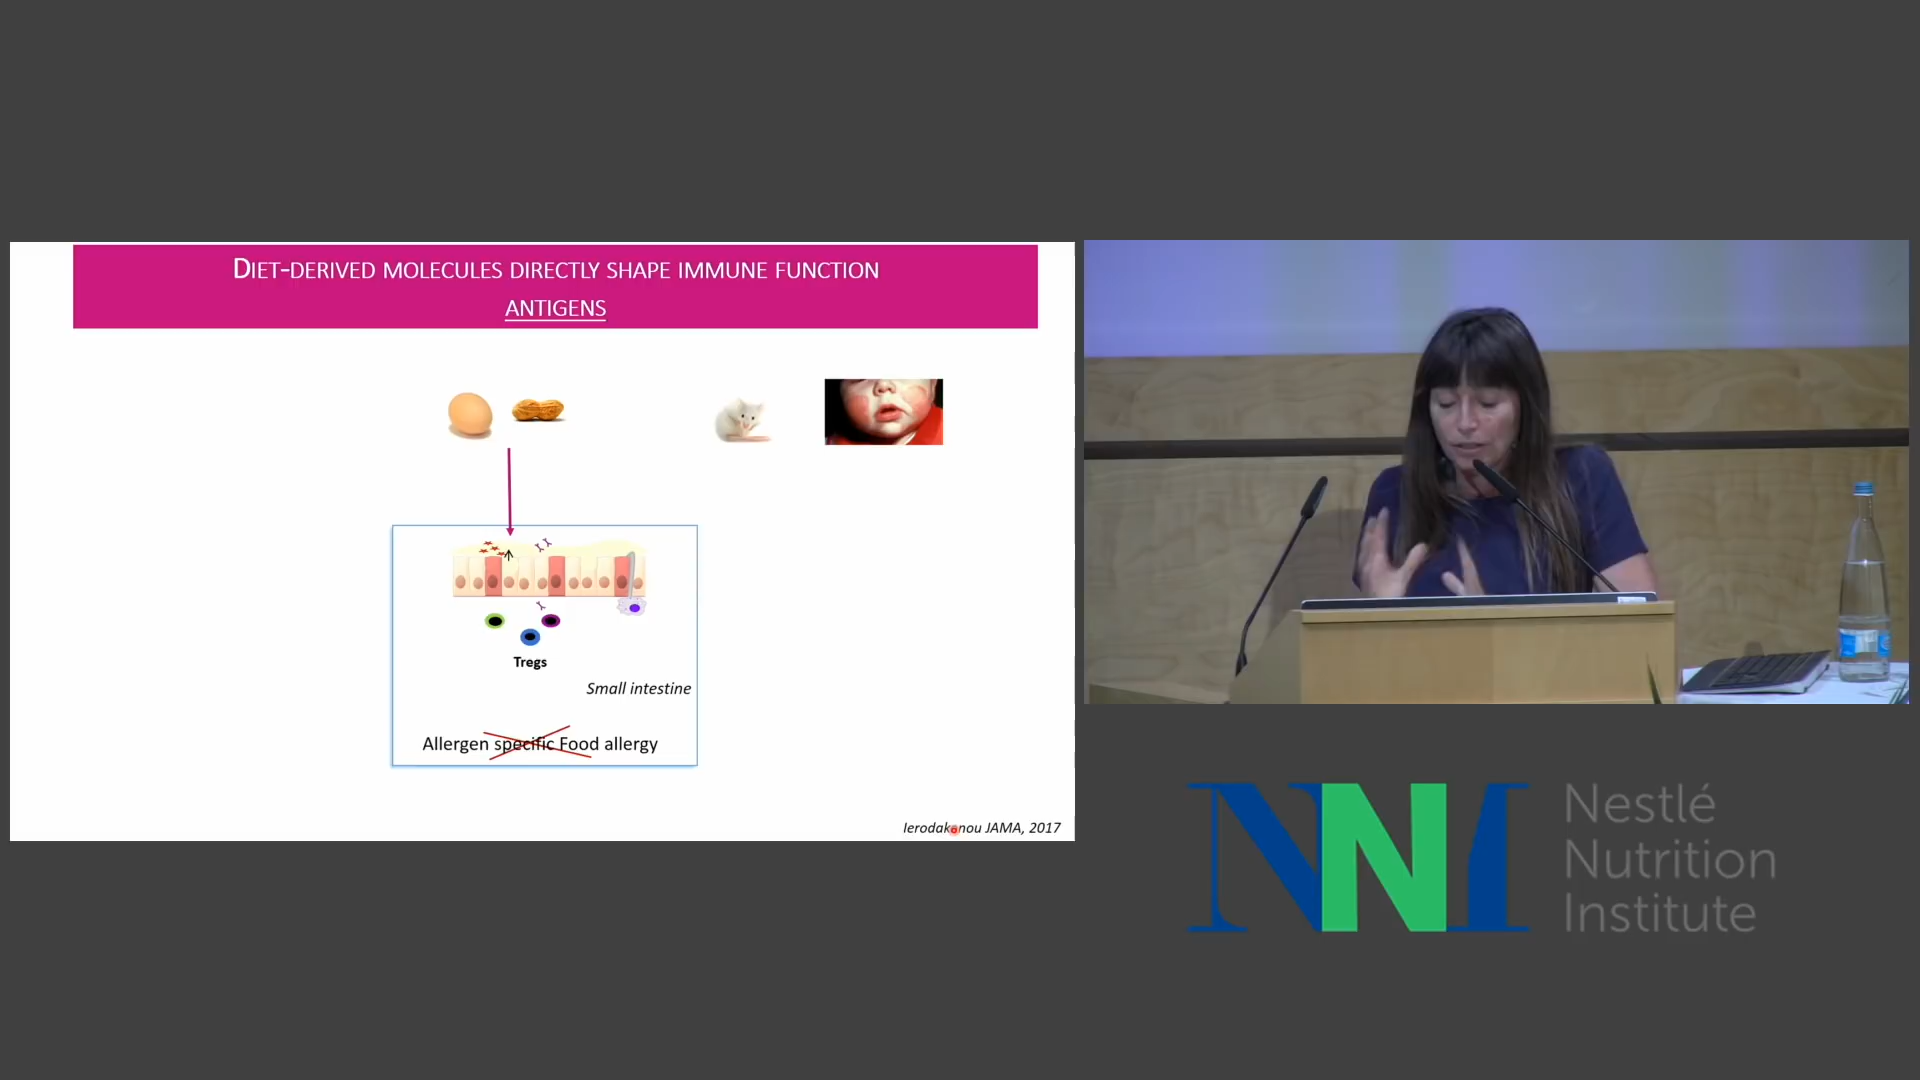 DIET-DERIVED MOLECULES DIRECTLY SHAPE IMMUNE FUNCTION
ANTIGENS
Tregs
Small intestine
Allergen specific Food allergy
Ierodakonou JAMA, 2017
NNI
Nestlé
Nutrition
Institute